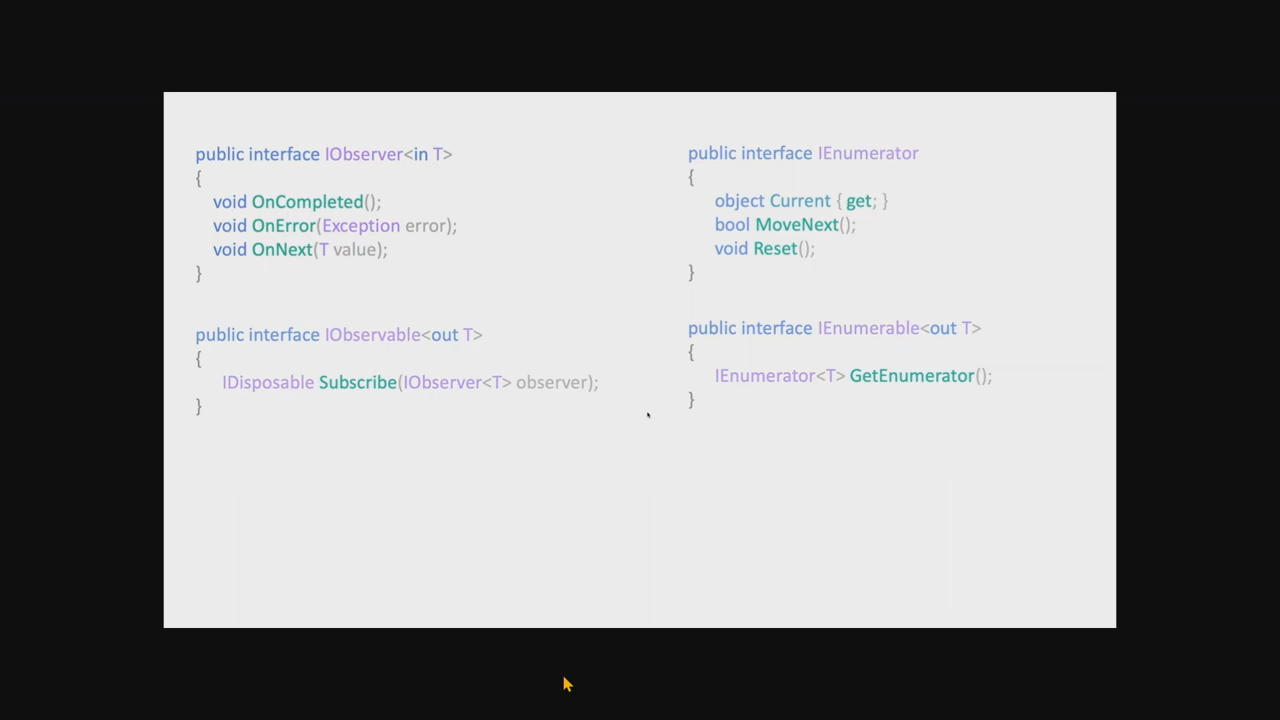 public interface IObserver<in T>
{
void OnCompleted();
void OnError(Exception error);
void OnNext(T value);
}
public interface IObservable<out T>
{
IDisposable Subscribe(IObserver<T> observer);
}
public interface IEnumerator
{
object Current { get; }
bool MoveNext();
void Reset();
}
public interface IEnumerable<out T>
{
IEnumerator<T> GetEnumerator();
}